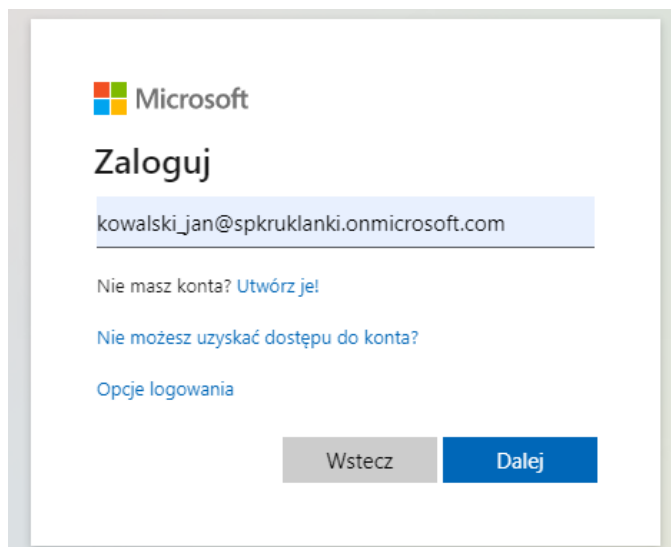 Microsoft
Zaloguj
kowalski_jan@spkruklanki.onmicrosoft.com
Nie masz konta? Utwórz je!
Nie możesz uzyskać dostępu do konta?
Opcje logowania
Wstecz
Dalej